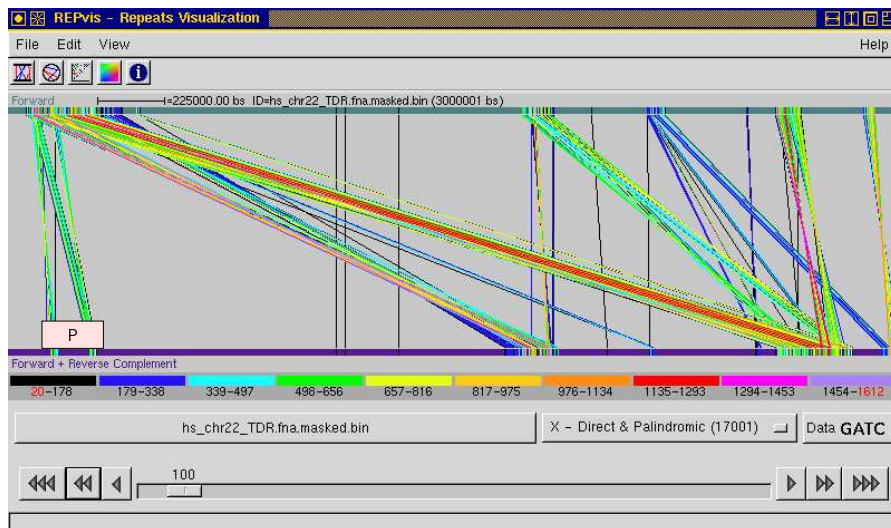 REPvis - Repeats Visualization
File Edit View Help
Forward |=225000.00 bs ID=hs_chr22_TDR.fna.masked.bin (3000001 bs)
P
Forward + Reverse Complement
20-178 179-338 339-497 498-656 657-816 817-975 976-1134 1135-1293 1294-1453 1454-1612
hs_chr22_TDR.fna.masked.bin X - Direct & Palindromic (17001) Data GATC
100